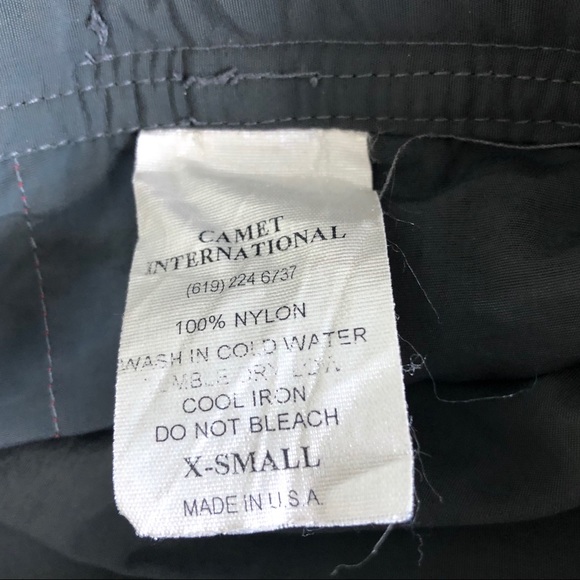 CAMET
INTERNATIONAL
(619) 224 6737
100% NYLON
WASH IN COLD WATER
TUMBLE DRY LOW
COOL IRON
DO NOT BLEACH
X-SMALL
MADE IN U.S.A.